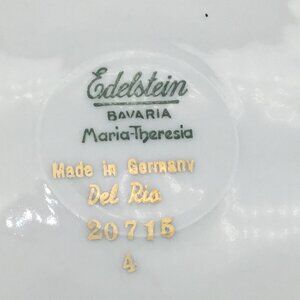 Edelstein
BAVARIA
Maria-Theresia
Made in Germany
Del Rio
20715
4